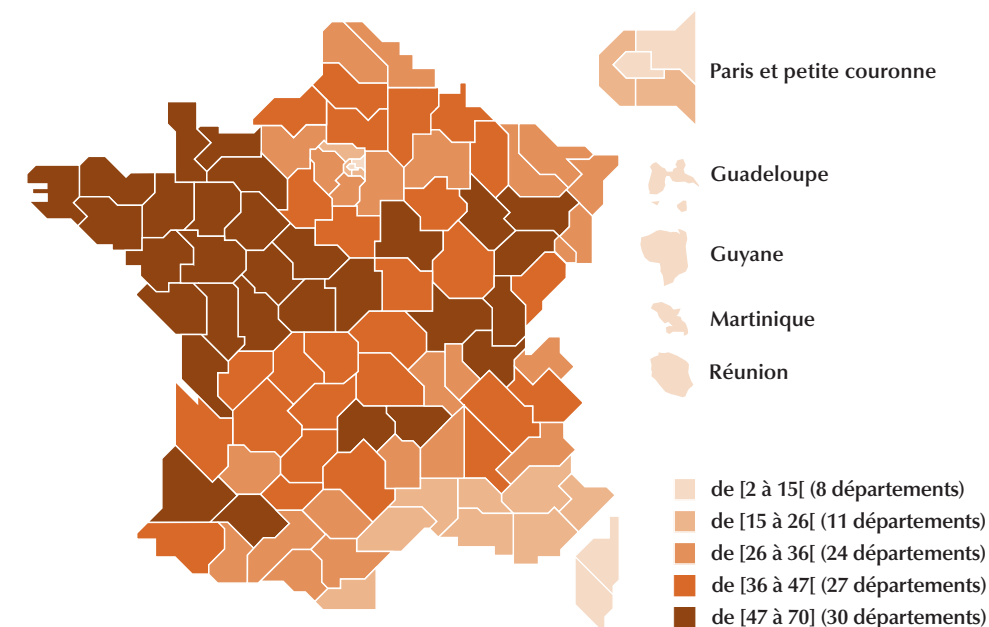 Paris et petite couronne
Guadeloupe
Guyane
Martinique
Réunion
de [2 à 15[ (8 départements)
de [15 à 26[ (11 départements)
de [26 à 36[ (24 départements)
de [36 à 47[ (27 départements)
de [47 à 70] (30 départements)